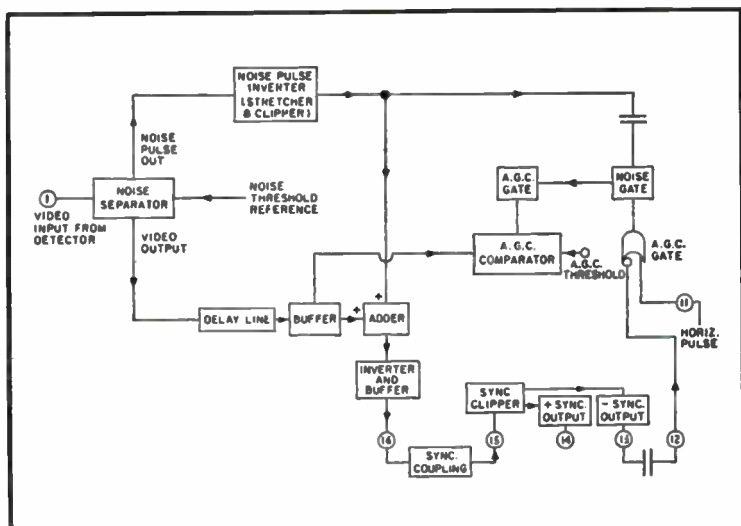 NOISE PULSE
INVERTER
(STRETCHER
& CLIPPER)
NOISE
PULSE
OUT
1
NOISE
SEPARATOR
NOISE
THRESHOLD
REFERENCE
VIDEO
INPUT FROM
DETECTOR
VIDEO
OUTPUT
A.G.C.
GATE
NOISE
GATE
A.G.C.
COMPARATOR
A.G.C.
THRESHOLD
A.G.C.
GATE
11
HORIZ.
PULSE
DELAY LINE
BUFFER
+
+
ADDER
INVERTER
AND
BUFFER
SYNC
CLIPPER
+ SYNC.
OUTPUT
- SYNC.
OUTPUT
16
SYNC.
COUPLING
15
14
13
12